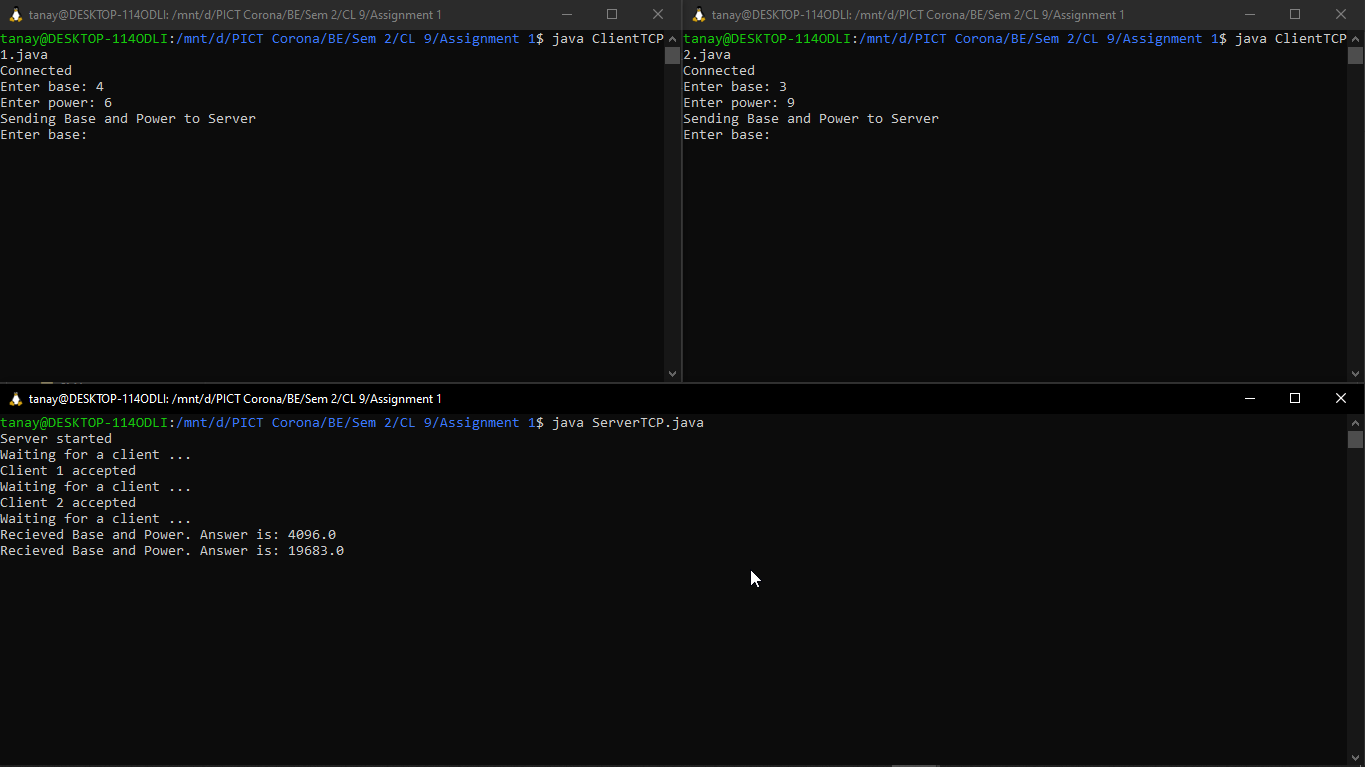 tanay@DESKTOP-114ODLI: /mnt/d/PICT Corona/BE/Sem 2/CL 9/Assignment 1
tanay@DESKTOP-114ODLI:/mnt/d/PICT Corona/BE/Sem 2/CL 9/Assignment 1$ java ClientTCP
1.java
Connected
Enter base: 4
Enter power: 6
Sending Base and Power to Server
Enter base:
tanay@DESKTOP-114ODLI: /mnt/d/PICT Corona/BE/Sem 2/CL 9/Assignment 1
tanay@DESKTOP-114ODLI:/mnt/d/PICT Corona/BE/Sem 2/CL 9/Assignment 1$ java ClientTCP
2.java
Connected
Enter base: 3
Enter power: 9
Sending Base and Power to Server
Enter base:
tanay@DESKTOP-114ODLI: /mnt/d/PICT Corona/BE/Sem 2/CL 9/Assignment 1
tanay@DESKTOP-114ODLI:/mnt/d/PICT Corona/BE/Sem 2/CL 9/Assignment 1$ java ServerTCP.java
Server started
Waiting for a client ...
Client 1 accepted
Waiting for a client ...
Client 2 accepted
Waiting for a client ...
Recieved Base and Power. Answer is: 4096.0
Recieved Base and Power. Answer is: 19683.0